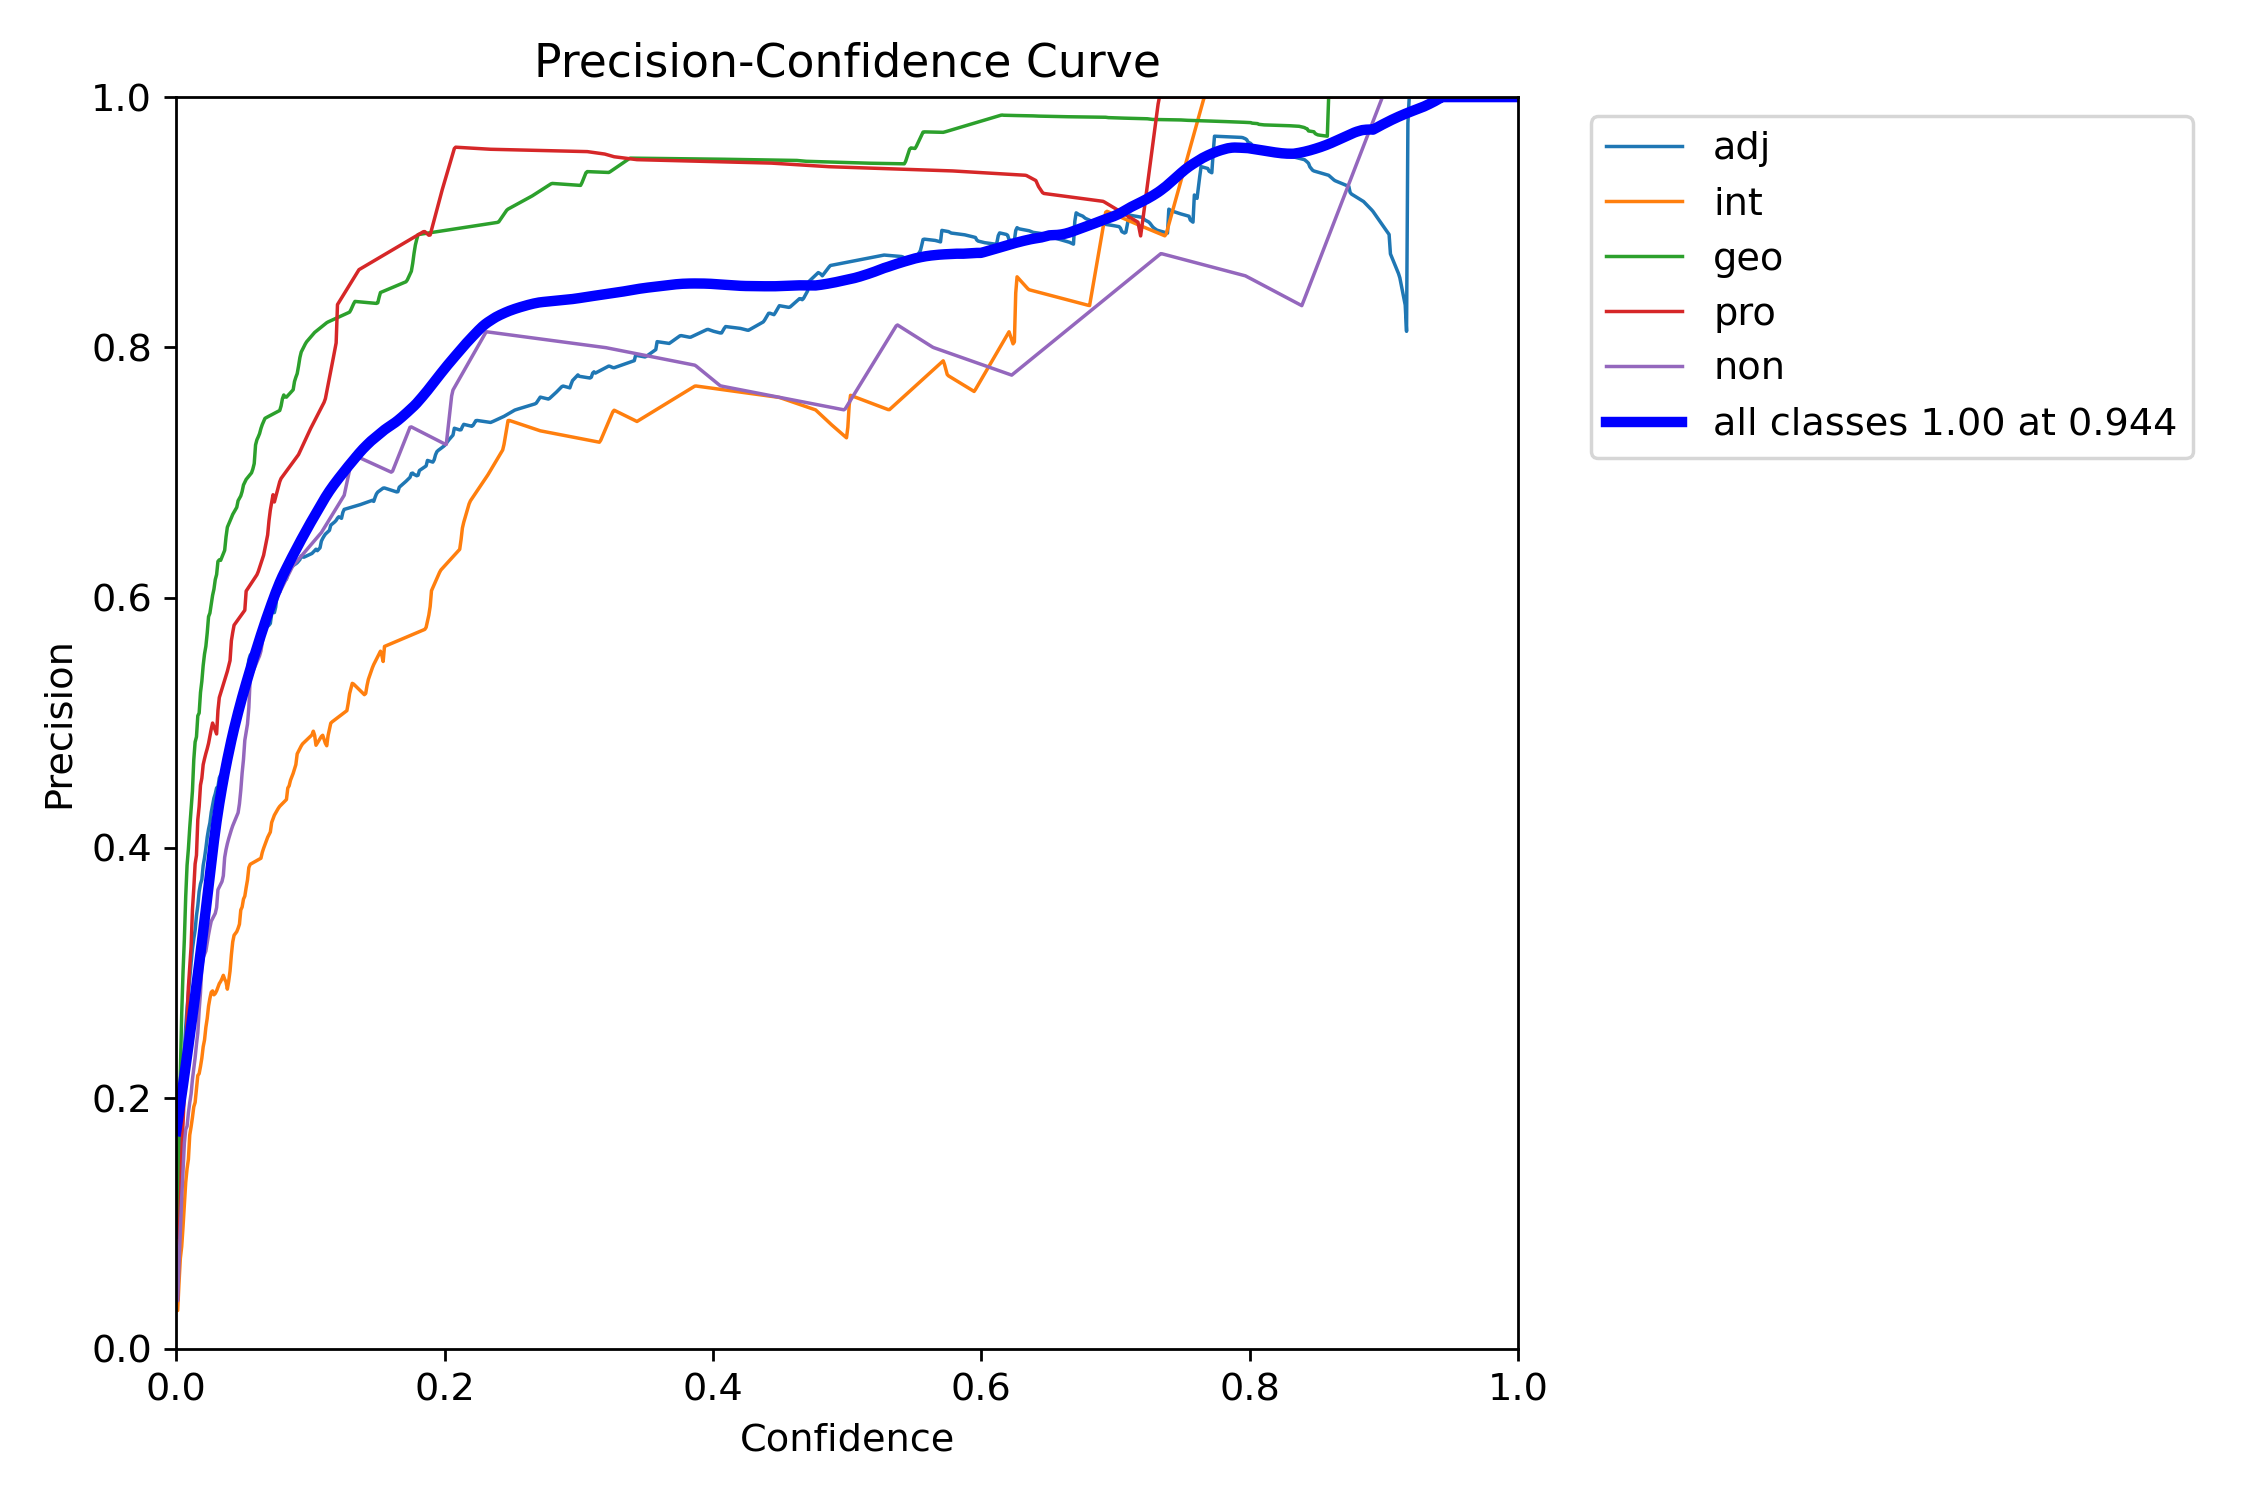 Precision-Confidence Curve
1.0
0.8
0.6
0.4
0.2
0.0
Precision
0.0 0.2 0.4 0.6 0.8 1.0
Confidence
adj
int
geo
pro
non
all classes 1.00 at 0.944